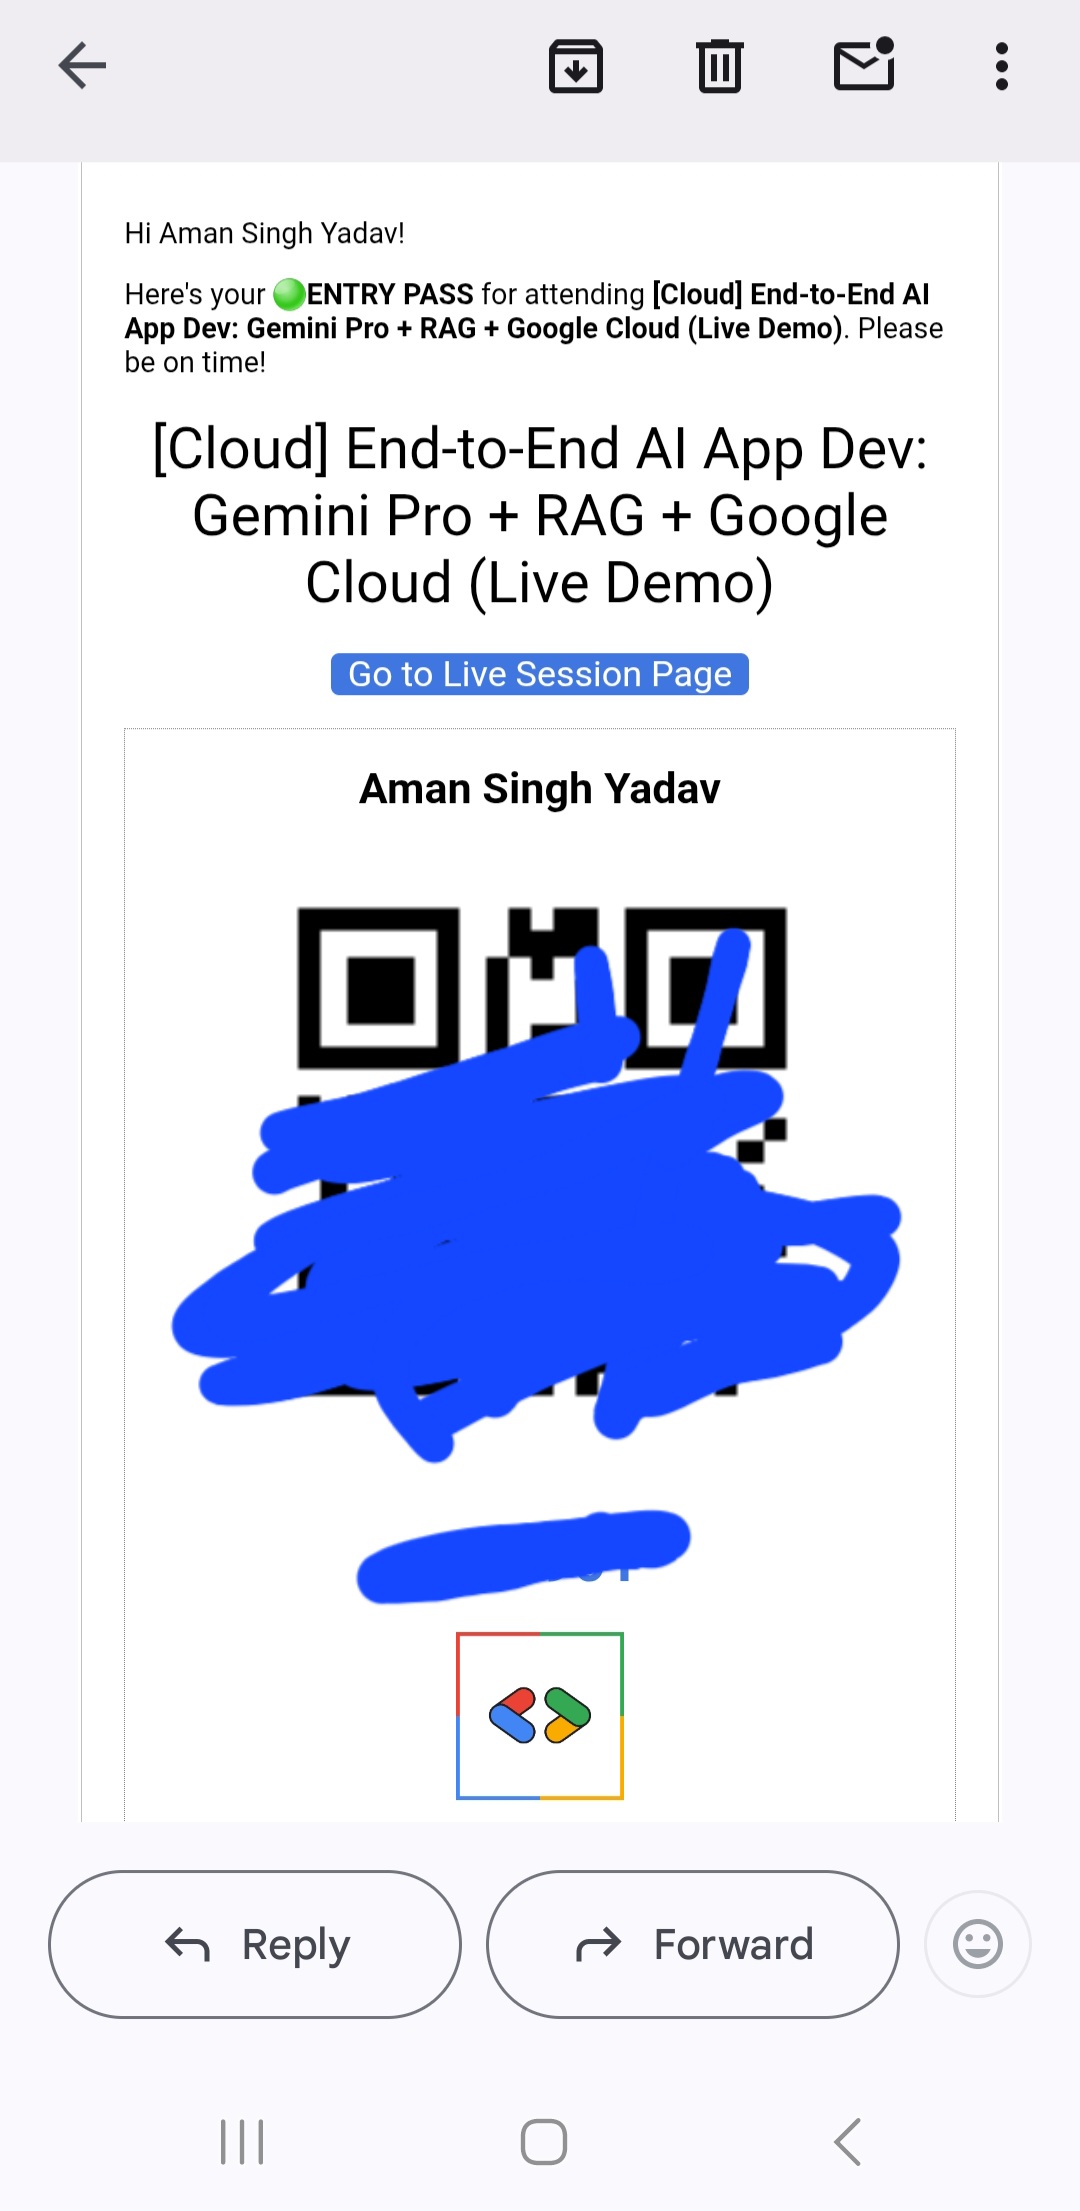 Hi Aman Singh Yadav!
Here's your ENTRY PASS for attending [Cloud] End-to-End AI
App Dev: Gemini Pro + RAG + Google Cloud (Live Demo). Please
be on time!
[Cloud] End-to-End AI App Dev:
Gemini Pro + RAG + Google
Cloud (Live Demo)
Go to Live Session Page
Aman Singh Yadav
Reply
Forward